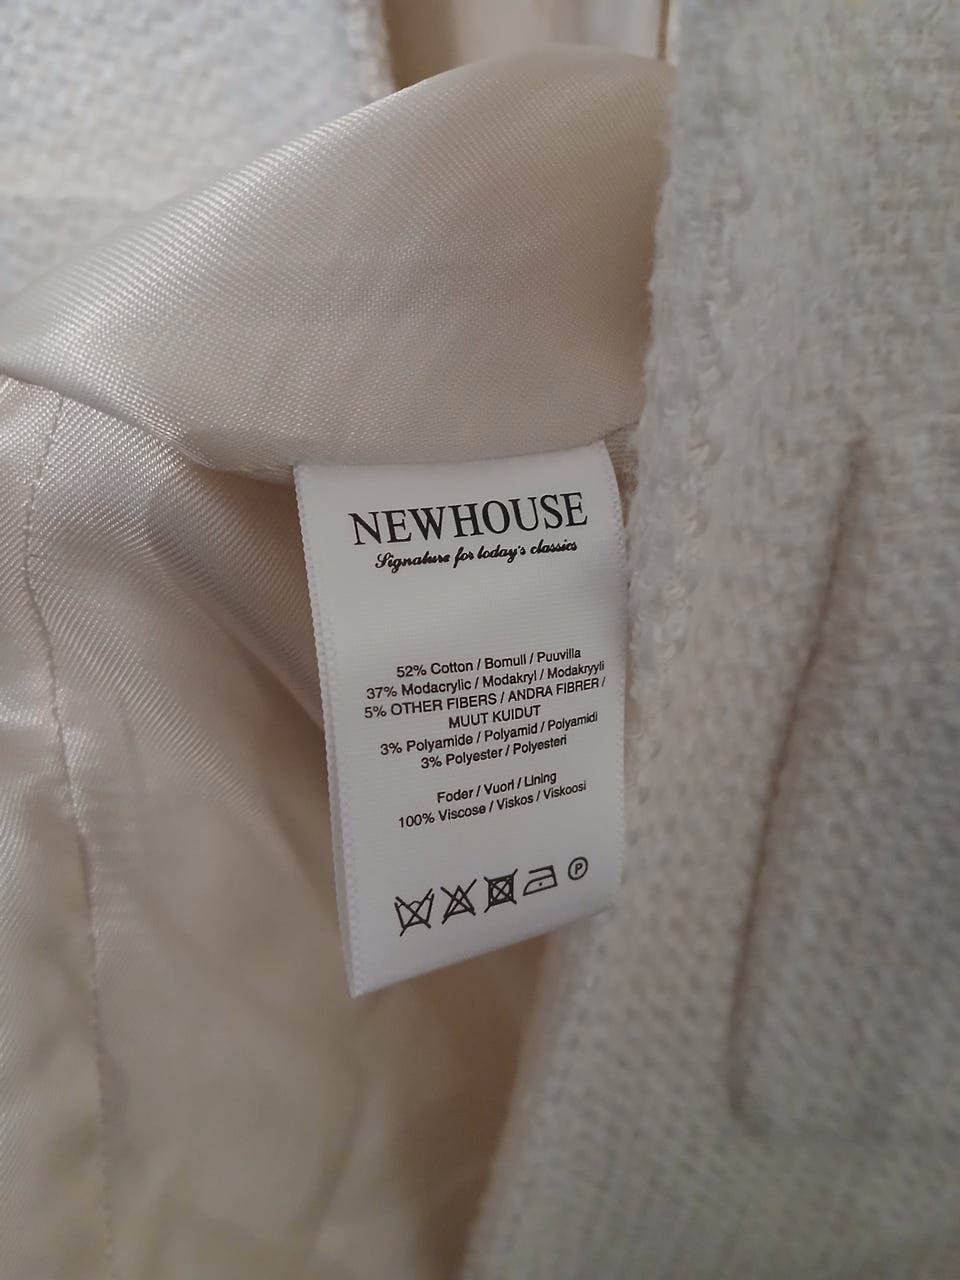 NEWHOUSE
Signature for today's classics
52% Cotton / Bomull / Puuvilla
37% Modacrylic / Modakryl / Modakryyli
5% OTHER FIBERS / ANDRA FIBRER /
MUUT KUIDUT
3% Polyamide / Polyamid / Polyamidi
3% Polyester / Polyesteri
Foder / Vuori / Lining
100% Viscose / Viskos / Viskoosi
P